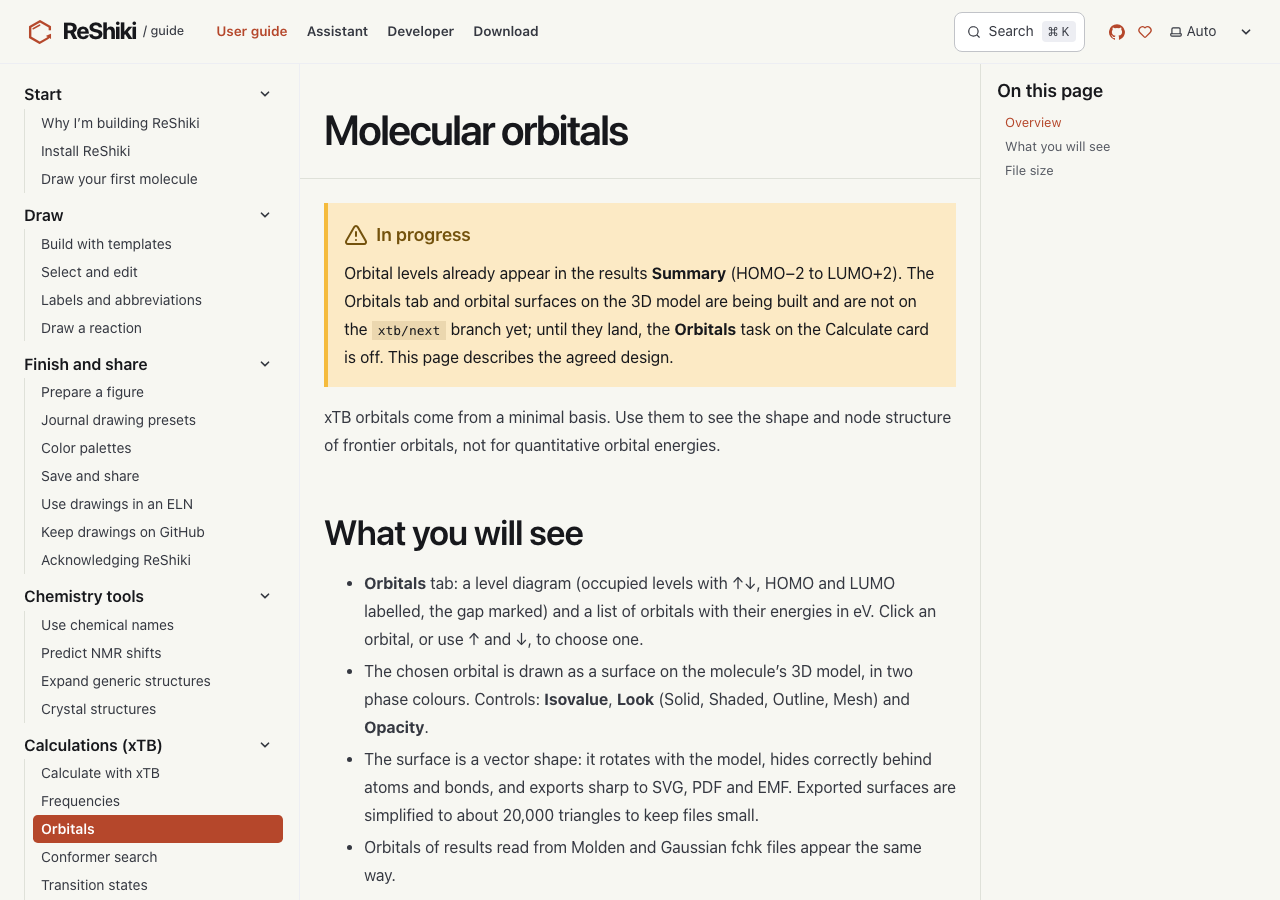 ReShiki / guide
User guide
Assistant
Developer
Download
Search ⌘ K
Auto
Start
Why I’m building ReShiki
Install ReShiki
Draw your first molecule
Draw
Build with templates
Select and edit
Labels and abbreviations
Draw a reaction
Finish and share
Prepare a figure
Journal drawing presets
Color palettes
Save and share
Use drawings in an ELN
Keep drawings on GitHub
Acknowledging ReShiki
Chemistry tools
Use chemical names
Predict NMR shifts
Expand generic structures
Crystal structures
Calculations (xTB)
Calculate with xTB
Frequencies
Orbitals
Conformer search
Transition states
Molecular orbitals
In progress
Orbital levels already appear in the results Summary (HOMO−2 to LUMO+2). The
Orbitals tab and orbital surfaces on the 3D model are being built and are not on
the xtb/next branch yet; until they land, the Orbitals task on the Calculate card
is off. This page describes the agreed design.
xTB orbitals come from a minimal basis. Use them to see the shape and node structure
of frontier orbitals, not for quantitative orbital energies.
What you will see
• Orbitals tab: a level diagram (occupied levels with ↑↓, HOMO and LUMO
labelled, the gap marked) and a list of orbitals with their energies in eV. Click an
orbital, or use ↑ and ↓, to choose one.
• The chosen orbital is drawn as a surface on the molecule’s 3D model, in two
phase colours. Controls: Isovalue, Look (Solid, Shaded, Outline, Mesh) and
Opacity.
• The surface is a vector shape: it rotates with the model, hides correctly behind
atoms and bonds, and exports sharp to SVG, PDF and EMF. Exported surfaces are
simplified to about 20,000 triangles to keep files small.
• Orbitals of results read from Molden and Gaussian fchk files appear the same
way.
On this page
Overview
What you will see
File size